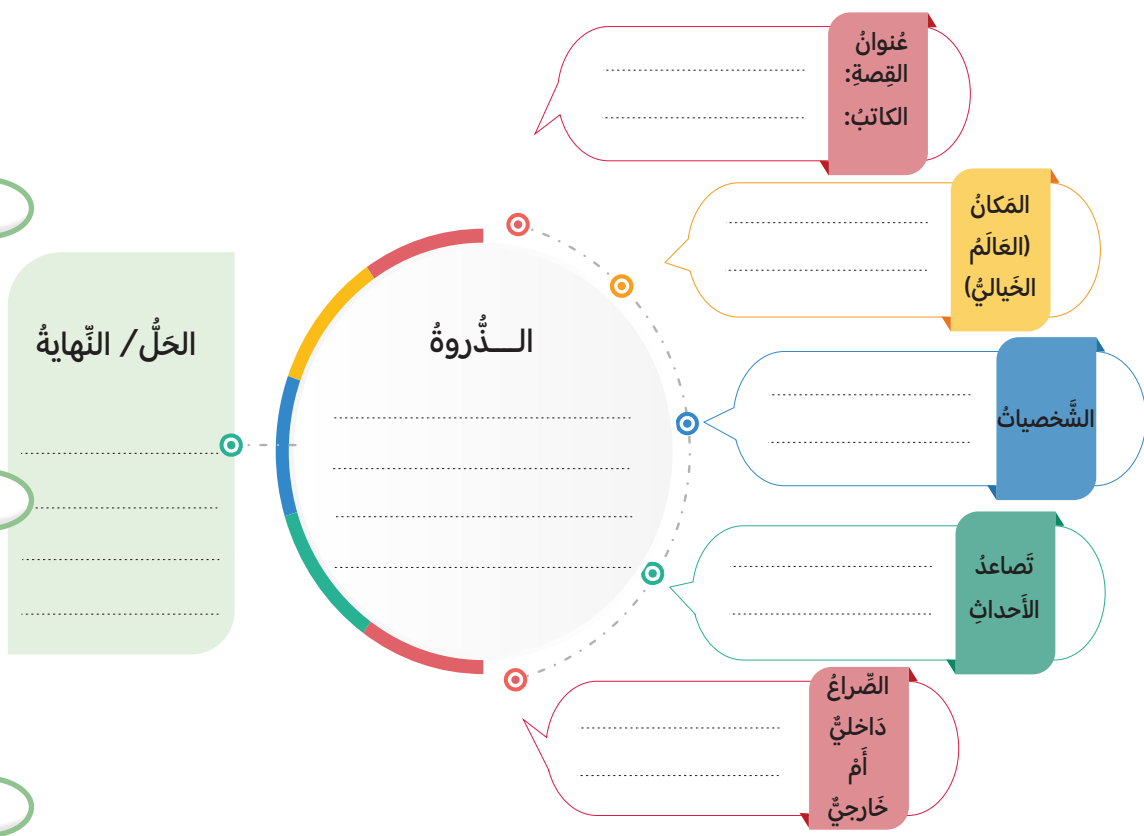 عُنوانُ
القِصةِ:
الكاتبُ:
المَكانُ
(العَالَمُ
الخَياليُّ)
الشَّخصياتُ
تَصاعدُ
الأَحداثِ
الصِّراعُ
دَاخليٌّ
أَمْ
خَارجيٌّ
الـــذُّروةُ
الحَلُّ/ النِّهايةُ